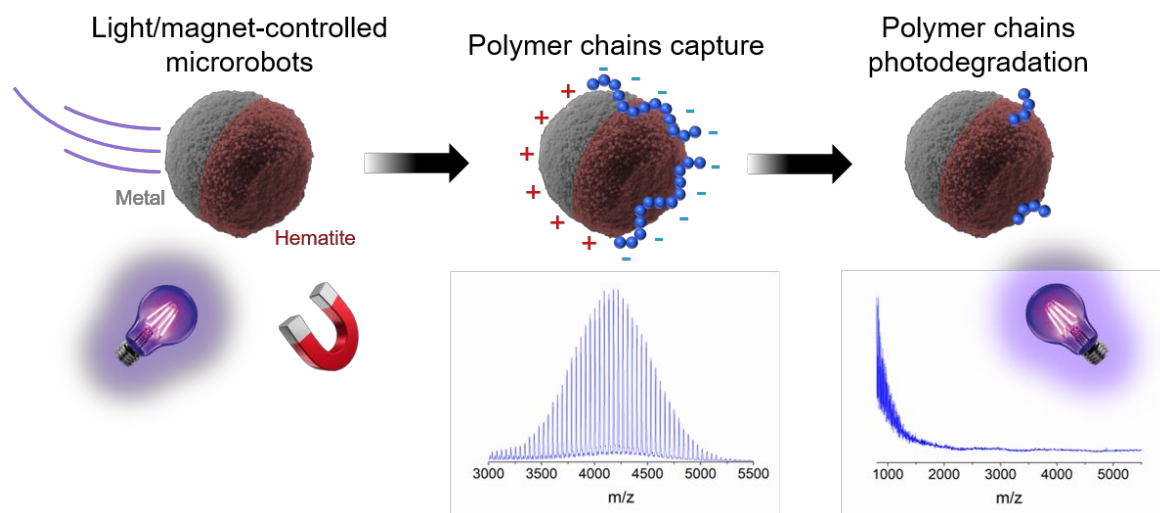 Light/magnet-controlled
microrobots
Metal
Hematite
Polymer chains capture
+
+
+
+
+
+
-
-
-
-
-
-
-
-
3000 3500 4000 4500 5000 5500
m/z
Polymer chains
photodegradation
1000 2000 3000 4000 5000
m/z